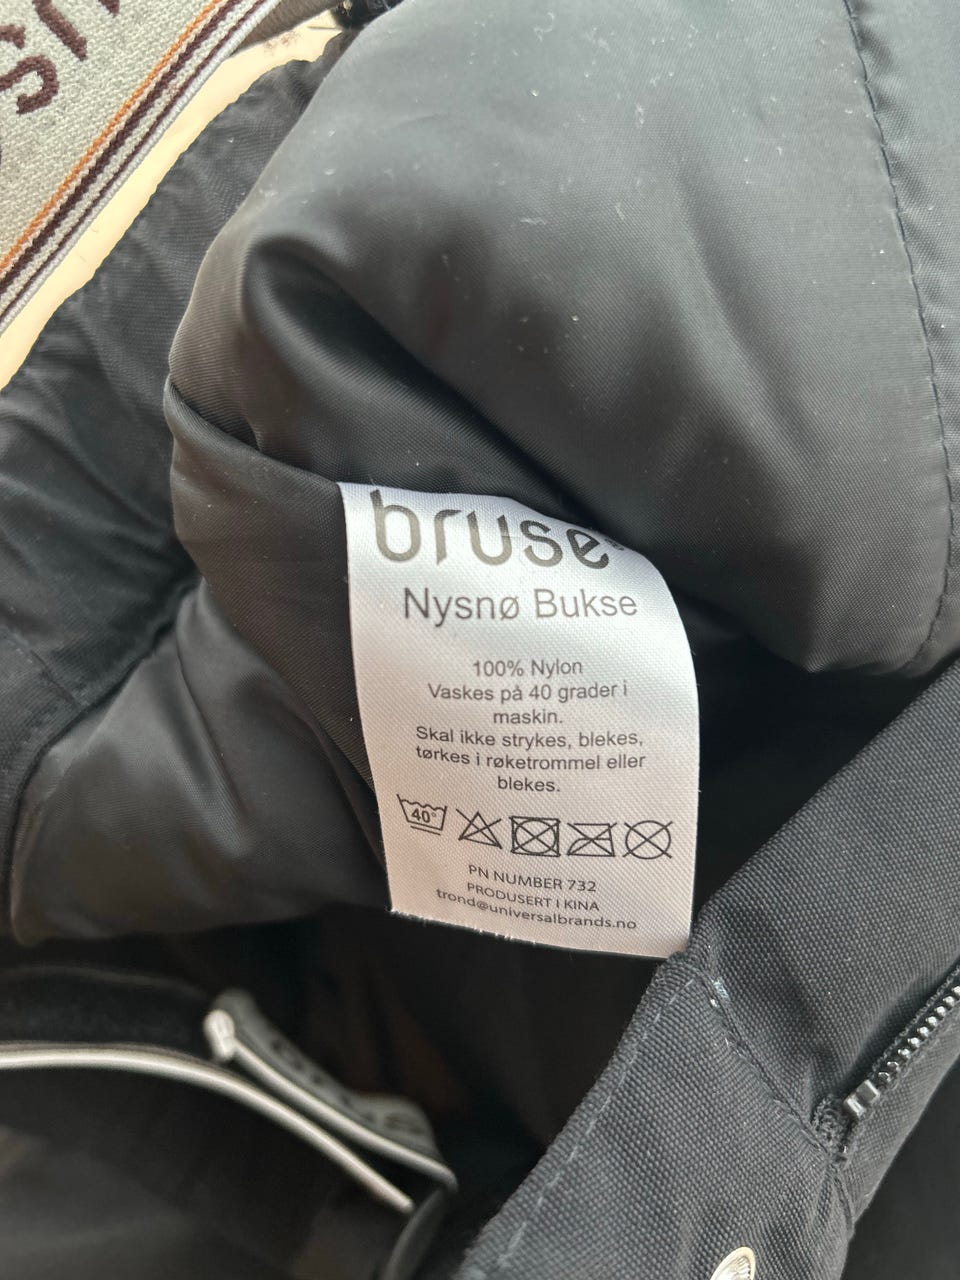 us
bruse
Nysnø Bukse
100% Nylon
Vaskes på 40 grader i
maskin.
Skal ikke strykes, blekes,
tørkes i røketrommel eller
blekes.
40°
PN NUMBER 732
PRODUSERT I KINA
trond@universalbrands.no